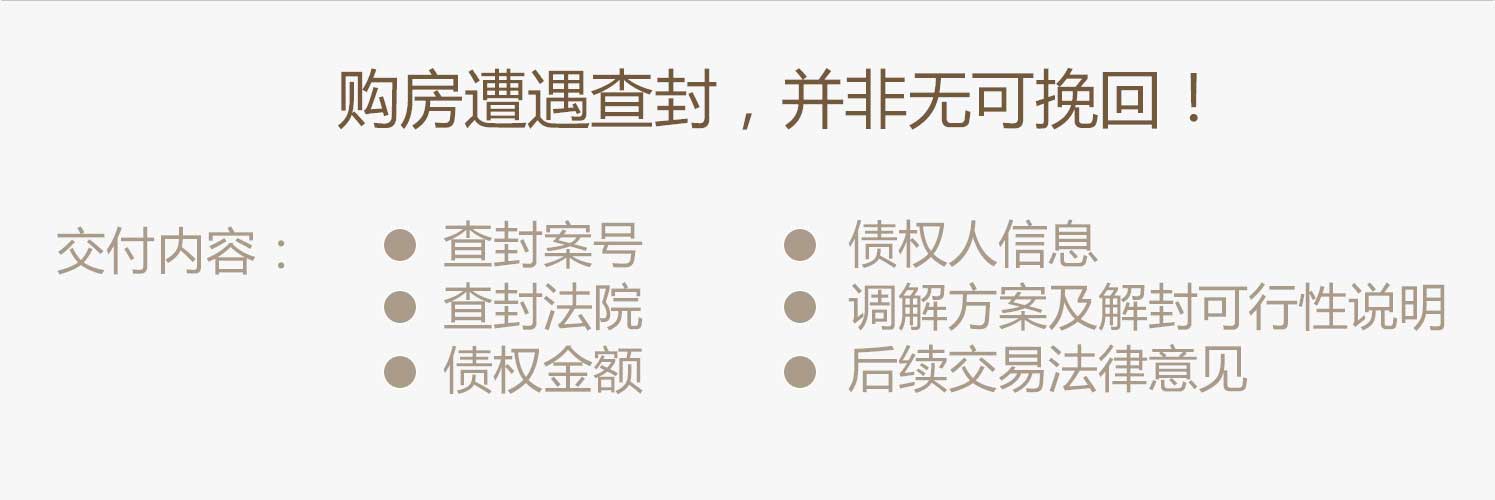 购房遭遇查封，并非无可挽回！
交付内容：
● 查封案号
● 查封法院
● 债权金额
● 债权人信息
● 调解方案及解封可行性说明
● 后续交易法律意见